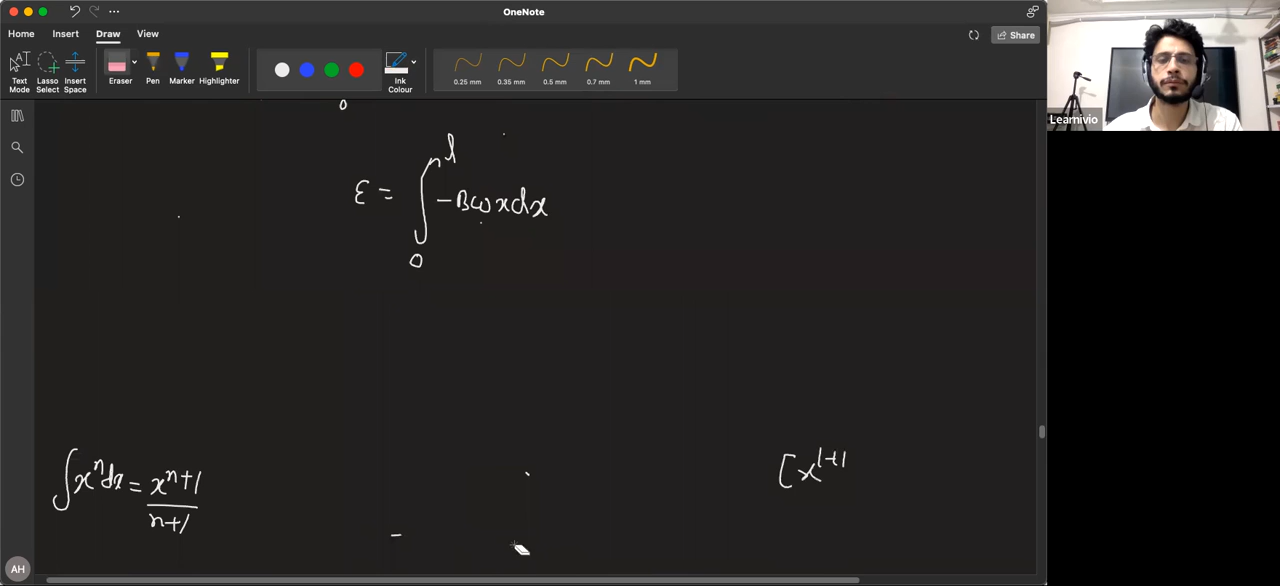 OneNote
Home Insert Draw View
Share
Text Mode
Lasso Select
Insert Space
Eraser
Pen
Marker
Highlighter
Ink Colour
0.25 mm
0.35 mm
0.5 mm
0.7 mm
1 mm
Learnivio
0
ε = ∫₀ˡ -Bωxdx
∫xⁿdx = xⁿ⁺¹/n+1
[x¹⁺¹
-
AH